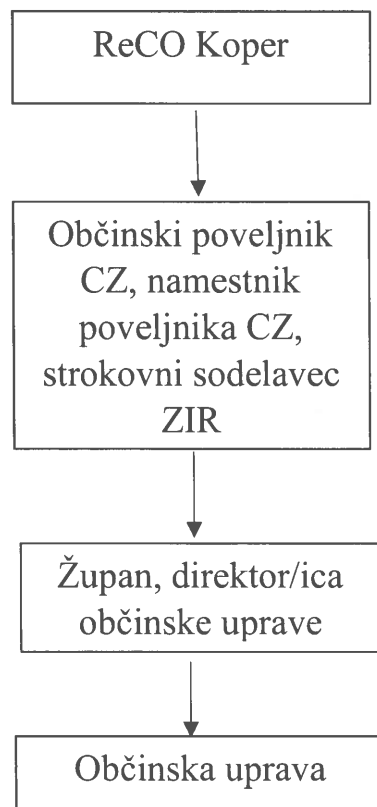 ReCO Koper
Občinski poveljnik
CZ, namestnik
poveljnika CZ,
strokovni sodelavec
ZIR
Župan, direktor/ica
občinske uprave
Občinska uprava